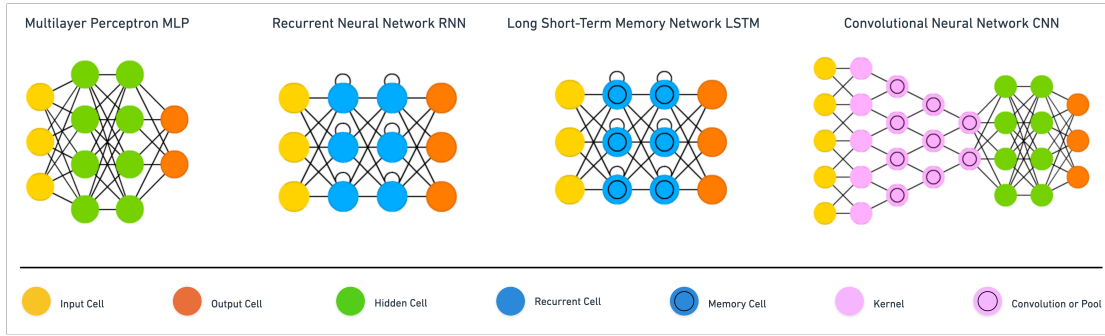 Multilayer Perceptron MLP
Recurrent Neural Network RNN
Long Short-Term Memory Network LSTM
Convolutional Neural Network CNN
Input Cell
Output Cell
Hidden Cell
Recurrent Cell
Memory Cell
Kernel
Convolution or Pool